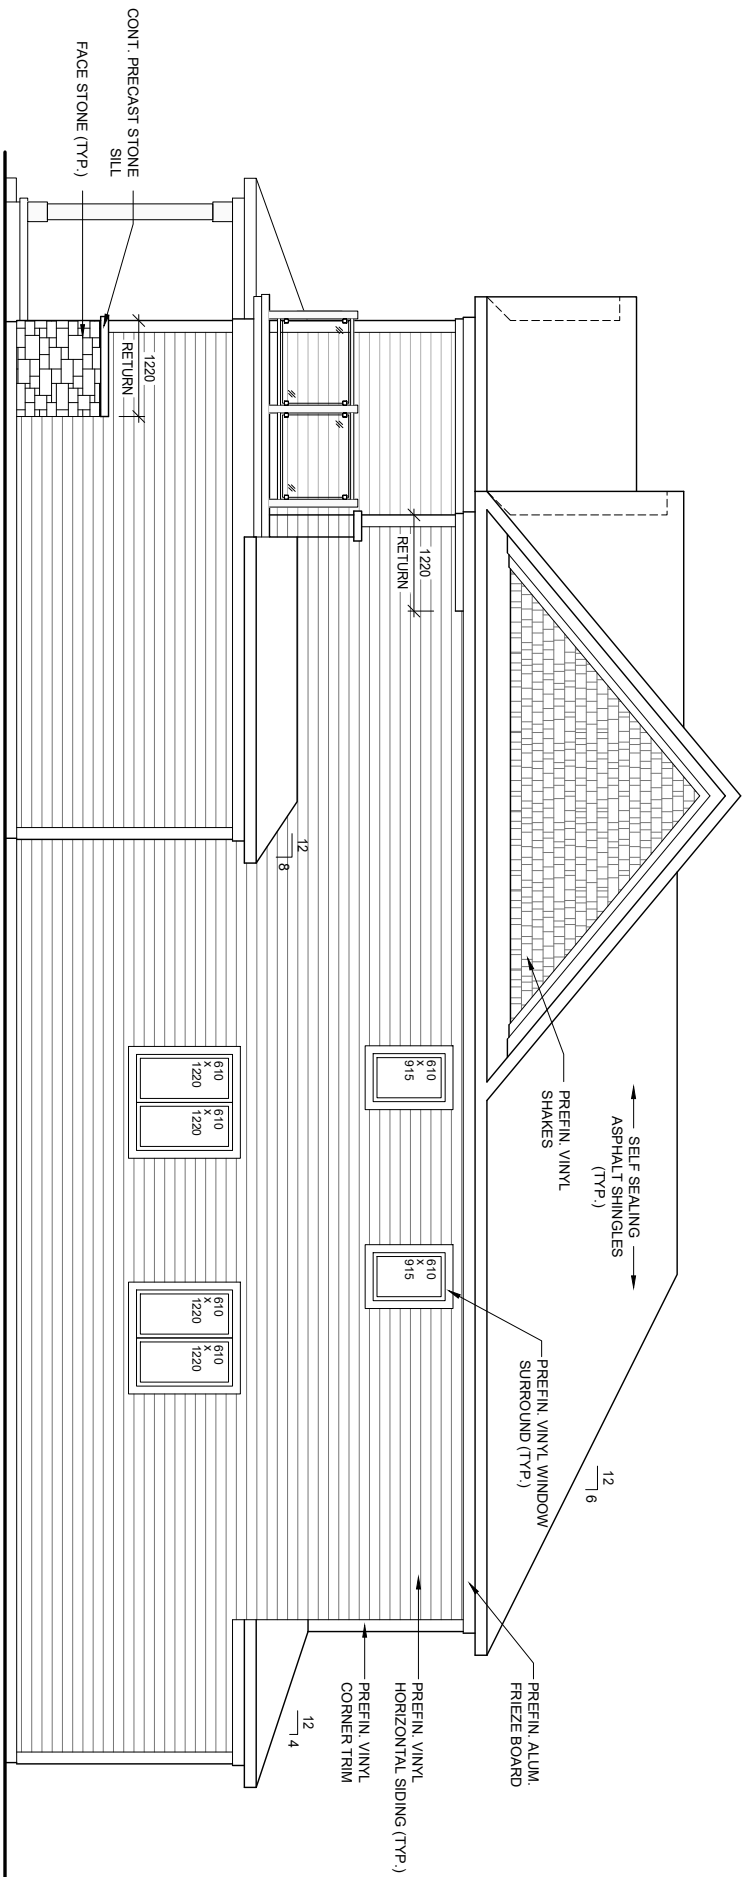 CONT. PRECAST STONE
SILL
FACE STONE (TYP.)
1220
RETURN
1220
RETURN
12
8
PREFIN. VINYL
SHAKES
SELF SEALING
ASPHALT SHINGLES
(TYP.)
610
X
915
610
X
915
610
X
1220
610
X
1220
610
X
1220
610
X
1220
PREFIN. VINYL WINDOW
SURROUND (TYP.)
12
6
PREFIN. ALUM.
FRIEZE BOARD
PREFIN. VINYL
HORIZONTAL SIDING (TYP.)
PREFIN. VINYL
CORNER TRIM
12
4